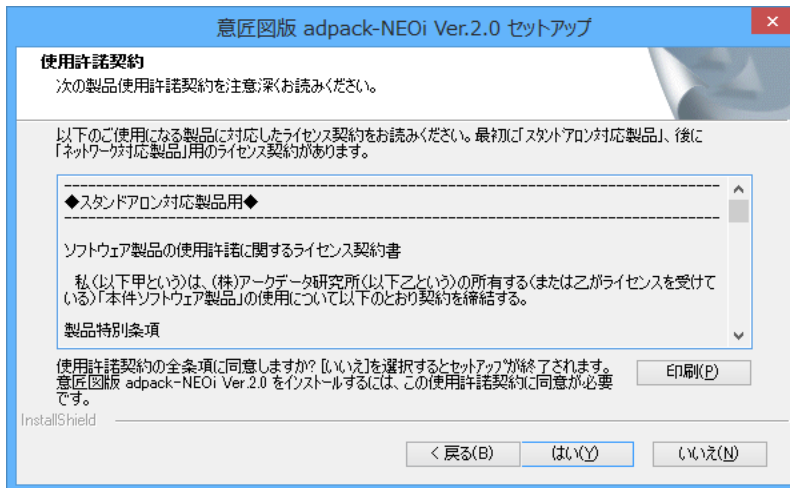 意匠図版 adpack-NEOi Ver.2.0 セットアップ
使用許諾契約
次の製品使用許諾契約を注意深くお読みください。
以下のご使用になる製品に対応したライセンス契約をお読みください。最初に「スタンドアロン対応製品」、後に
「ネットワーク対応製品」用のライセンス契約があります。
◆スタンドアロン対応製品用◆
ソフトウェア製品の使用許諾に関するライセンス契約書
私(以下甲という)は、(株)アークデータ研究所(以下乙という)の所有する(または乙がライセンスを受けて
いる)「本件ソフトウェア製品」の使用について以下のとおり契約を締結する。
製品特別条項
使用許諾契約の全条項に同意しますか? [いいえ]を選択するとセットアップが終了されます。
意匠図版 adpack-NEOi Ver.2.0 をインストールするには、この使用許諾契約に同意が必要
です。
印刷(P)
InstallShield
< 戻る(B)
はい(Y)
いいえ(N)